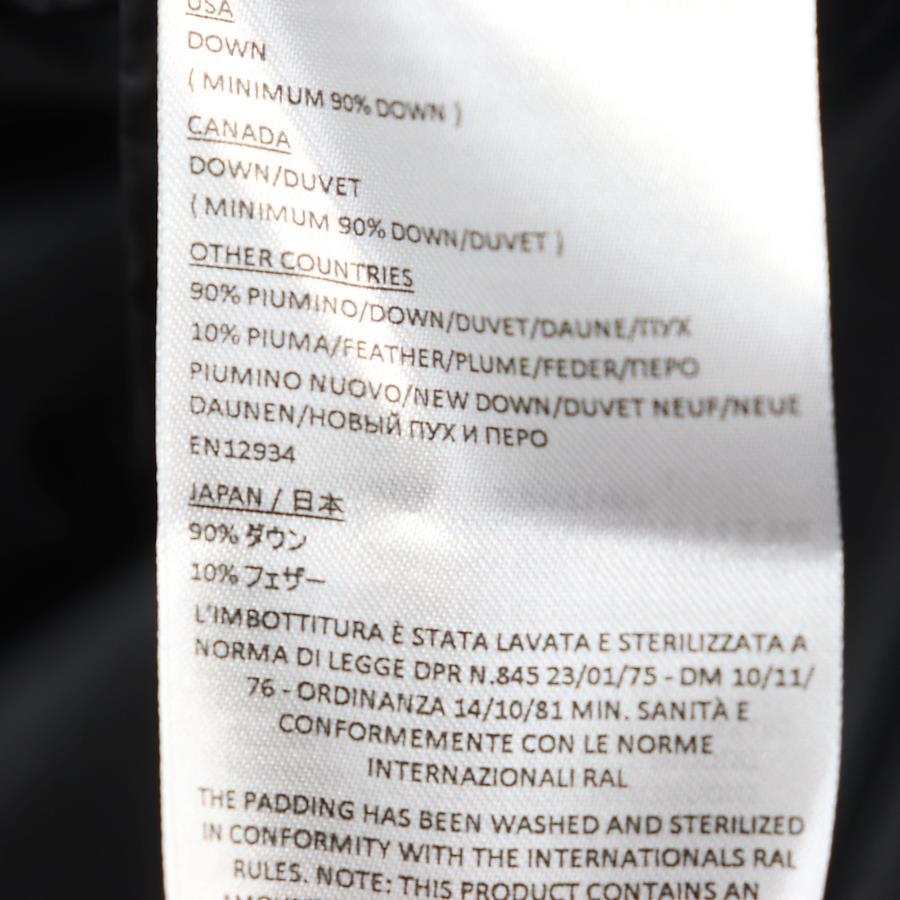 USA
DOWN
( MINIMUM 90% DOWN )
CANADA
DOWN/DUVET
( MINIMUM 90% DOWN/DUVET )
OTHER COUNTRIES
90% PIUMINO/DOWN/DUVET/DAUNE/ПУХ
10% PIUMA/FEATHER/PLUME/FEDER/ПЕРО
PIUMINO NUOVO/NEW DOWN/DUVET NEUF/NEUE
DAUNEN/НОВЫЙ ПУХ И ПЕРО
EN12934
JAPAN / 日本
90% ダウン
10% フェザー
L'IMBOTTITURA È STATA LAVATA E STERILIZZATA A
NORMA DI LEGGE DPR N.845 23/01/75 - DM 10/11/
76 - ORDINANZA 14/10/81 MIN. SANITÀ E
CONFORMEMENTE CON LE NORME
INTERNAZIONALI RAL
THE PADDING HAS BEEN WASHED AND STERILIZED
IN CONFORMITY WITH THE INTERNATIONALS RAL
RULES. NOTE: THIS PRODUCT CONTAINS AN